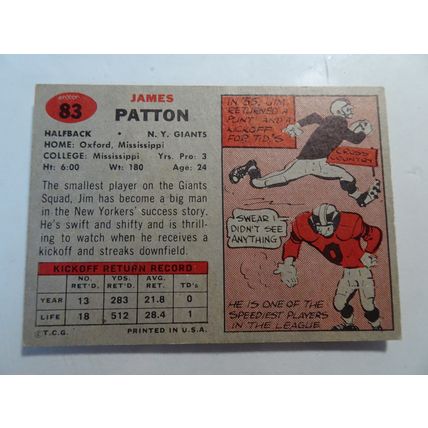 83
JAMES
PATTON
HALFBACK • N. Y. GIANTS
HOME: Oxford, Mississippi
COLLEGE: Mississippi Yrs. Pro: 3
Ht: 6:00 Wt: 180 Age: 24
The smallest player on the Giants
Squad, Jim has become a big man
in the New Yorkers' success story.
He's swift and shifty and is thrill-
ing to watch when he receives a
kickoff and streaks downfield.
KICKOFF RETURN RECORD
NO. RET'D. YDS. RET'D. AVG. RET'D. TD's
YEAR 13 283 21.8 0
LIFE 18 512 28.4 1
©T.C.G. PRINTED IN U.S.A.
IN '55, JIM
RETURNED A
PUNT AND A
KICKOFF
FOR T.D.'S
CROSS
COUNTRY
SWEAR I
DIDN'T SEE
ANYTHING!
0
HE IS ONE OF THE
SPEEDIEST PLAYERS
IN THE LEAGUE